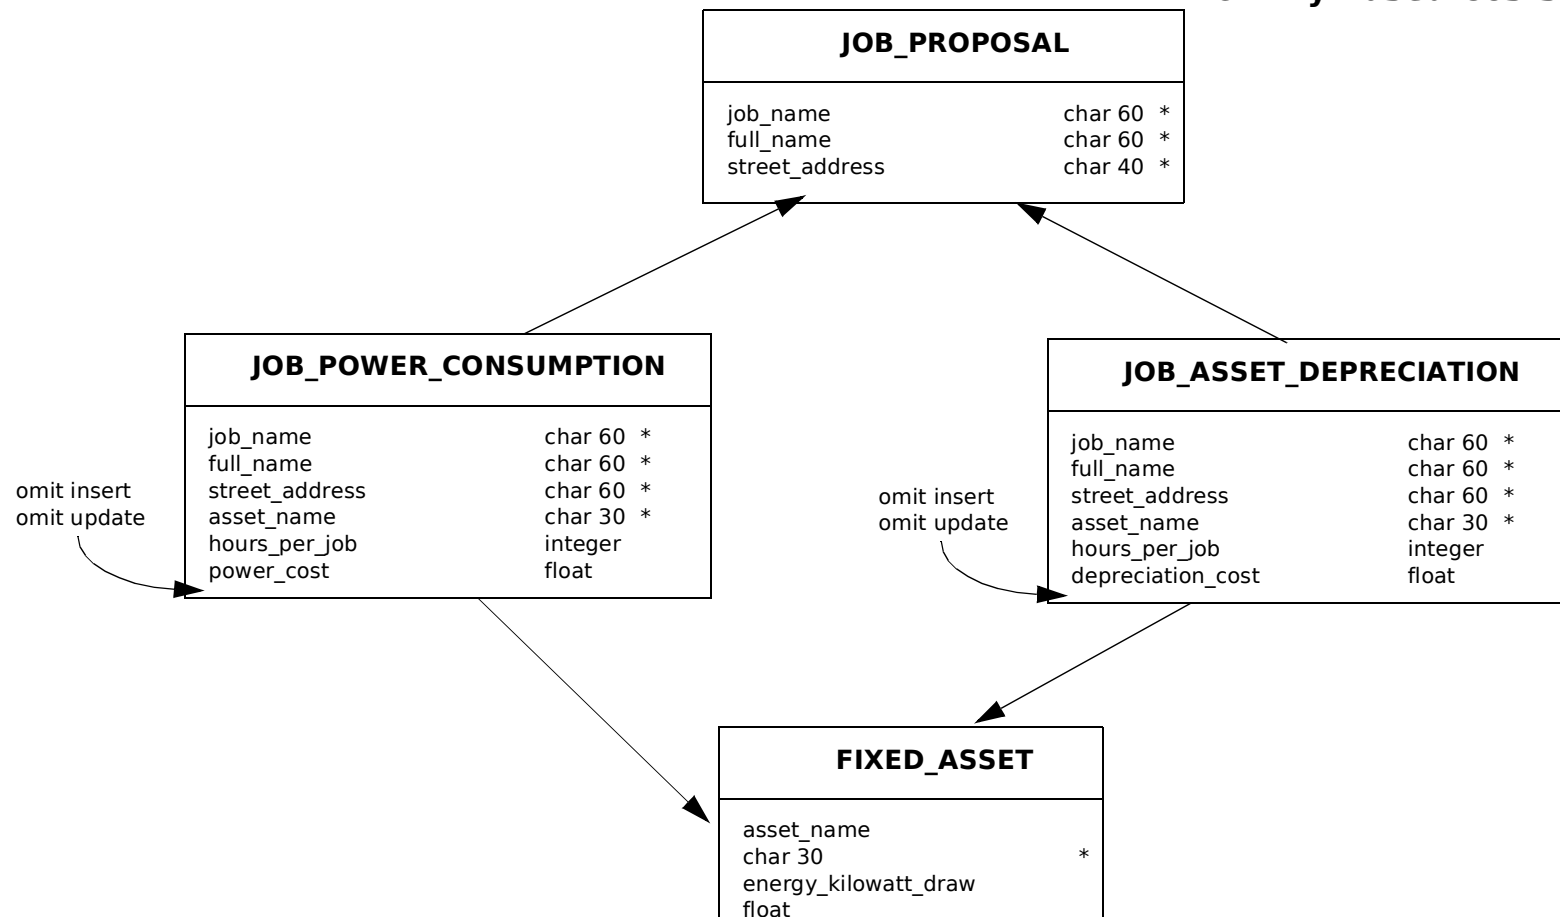 JOB_PROPOSAL
job_name char 60 *
full_name char 60 *
street_address char 40 *
JOB_POWER_CONSUMPTION
job_name char 60 *
full_name char 60 *
street_address char 60 *
asset_name char 30 *
hours_per_job integer
power_cost float
omit insert
omit update
JOB_ASSET_DEPRECIATION
job_name char 60 *
full_name char 60 *
street_address char 60 *
asset_name char 30 *
hours_per_job integer
depreciation_cost float
omit insert
omit update
FIXED_ASSET
asset_name
char 30 *
energy_kilowatt_draw
float